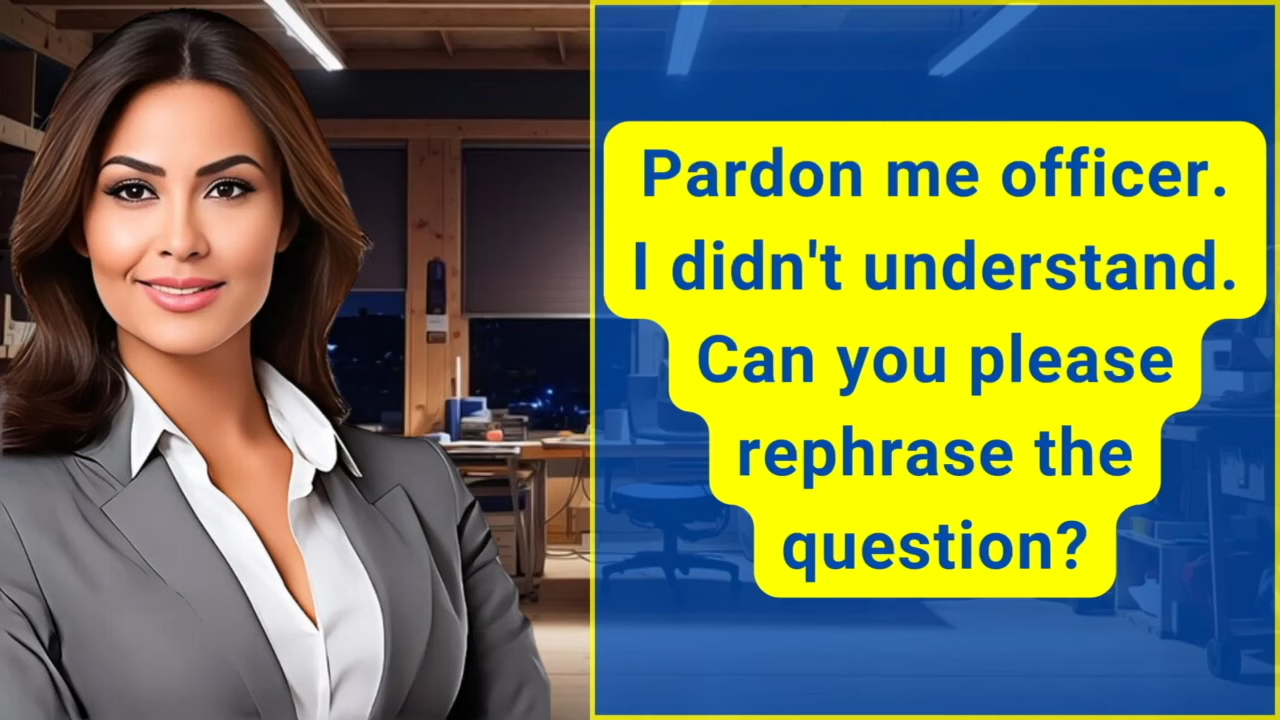 Pardon me officer.
I didn't understand.
Can you please
rephrase the
question?